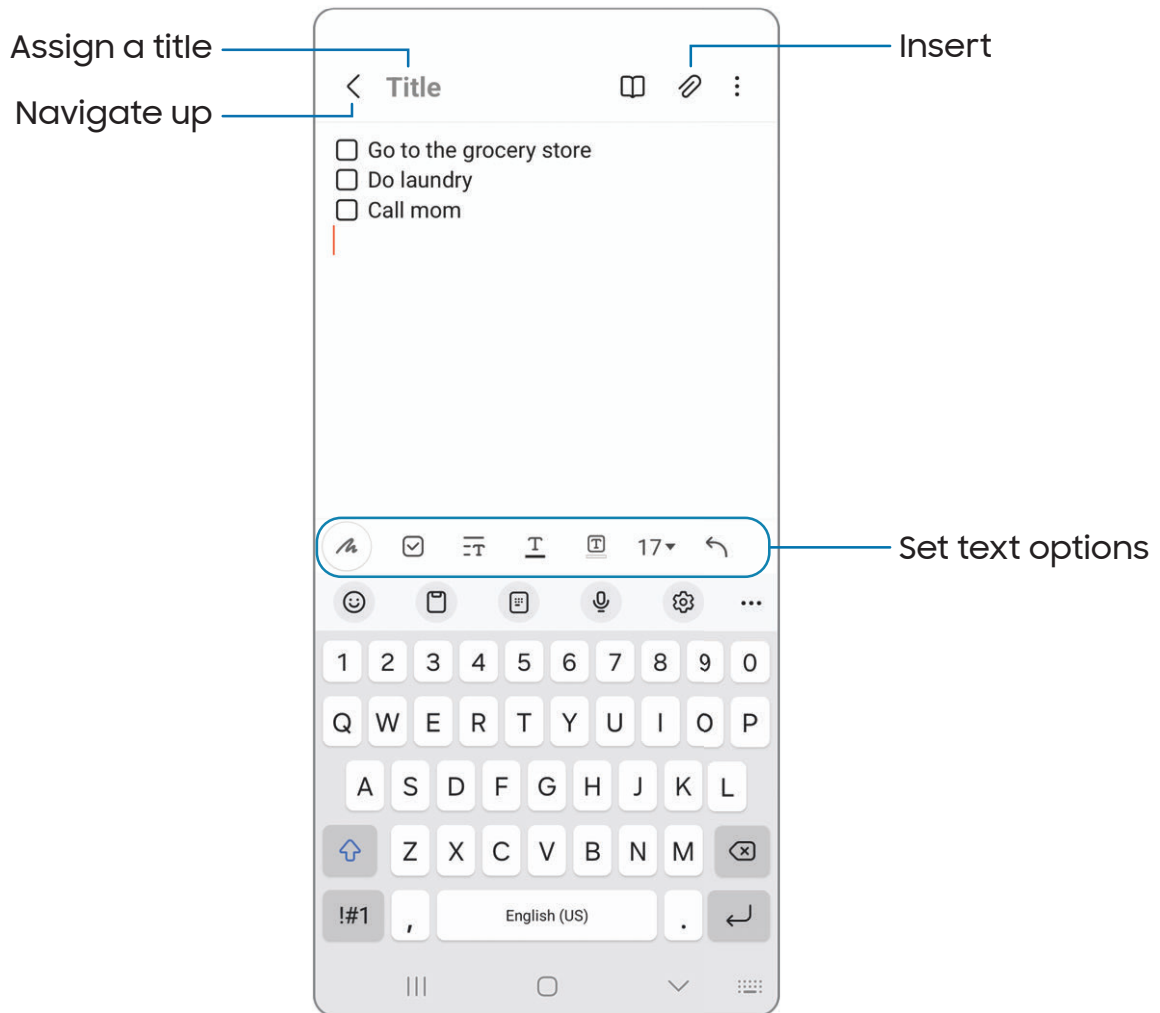 Assign a title
Insert
Title
Navigate up
Go to the grocery store
Do laundry
Call mom
T T T 17
Set text options
1 2 3 4 5 6 7 8 9 0
Q W E R T Y U I O P
A S D F G H J K L
Z X C V B N M
!#1 , English (US) .